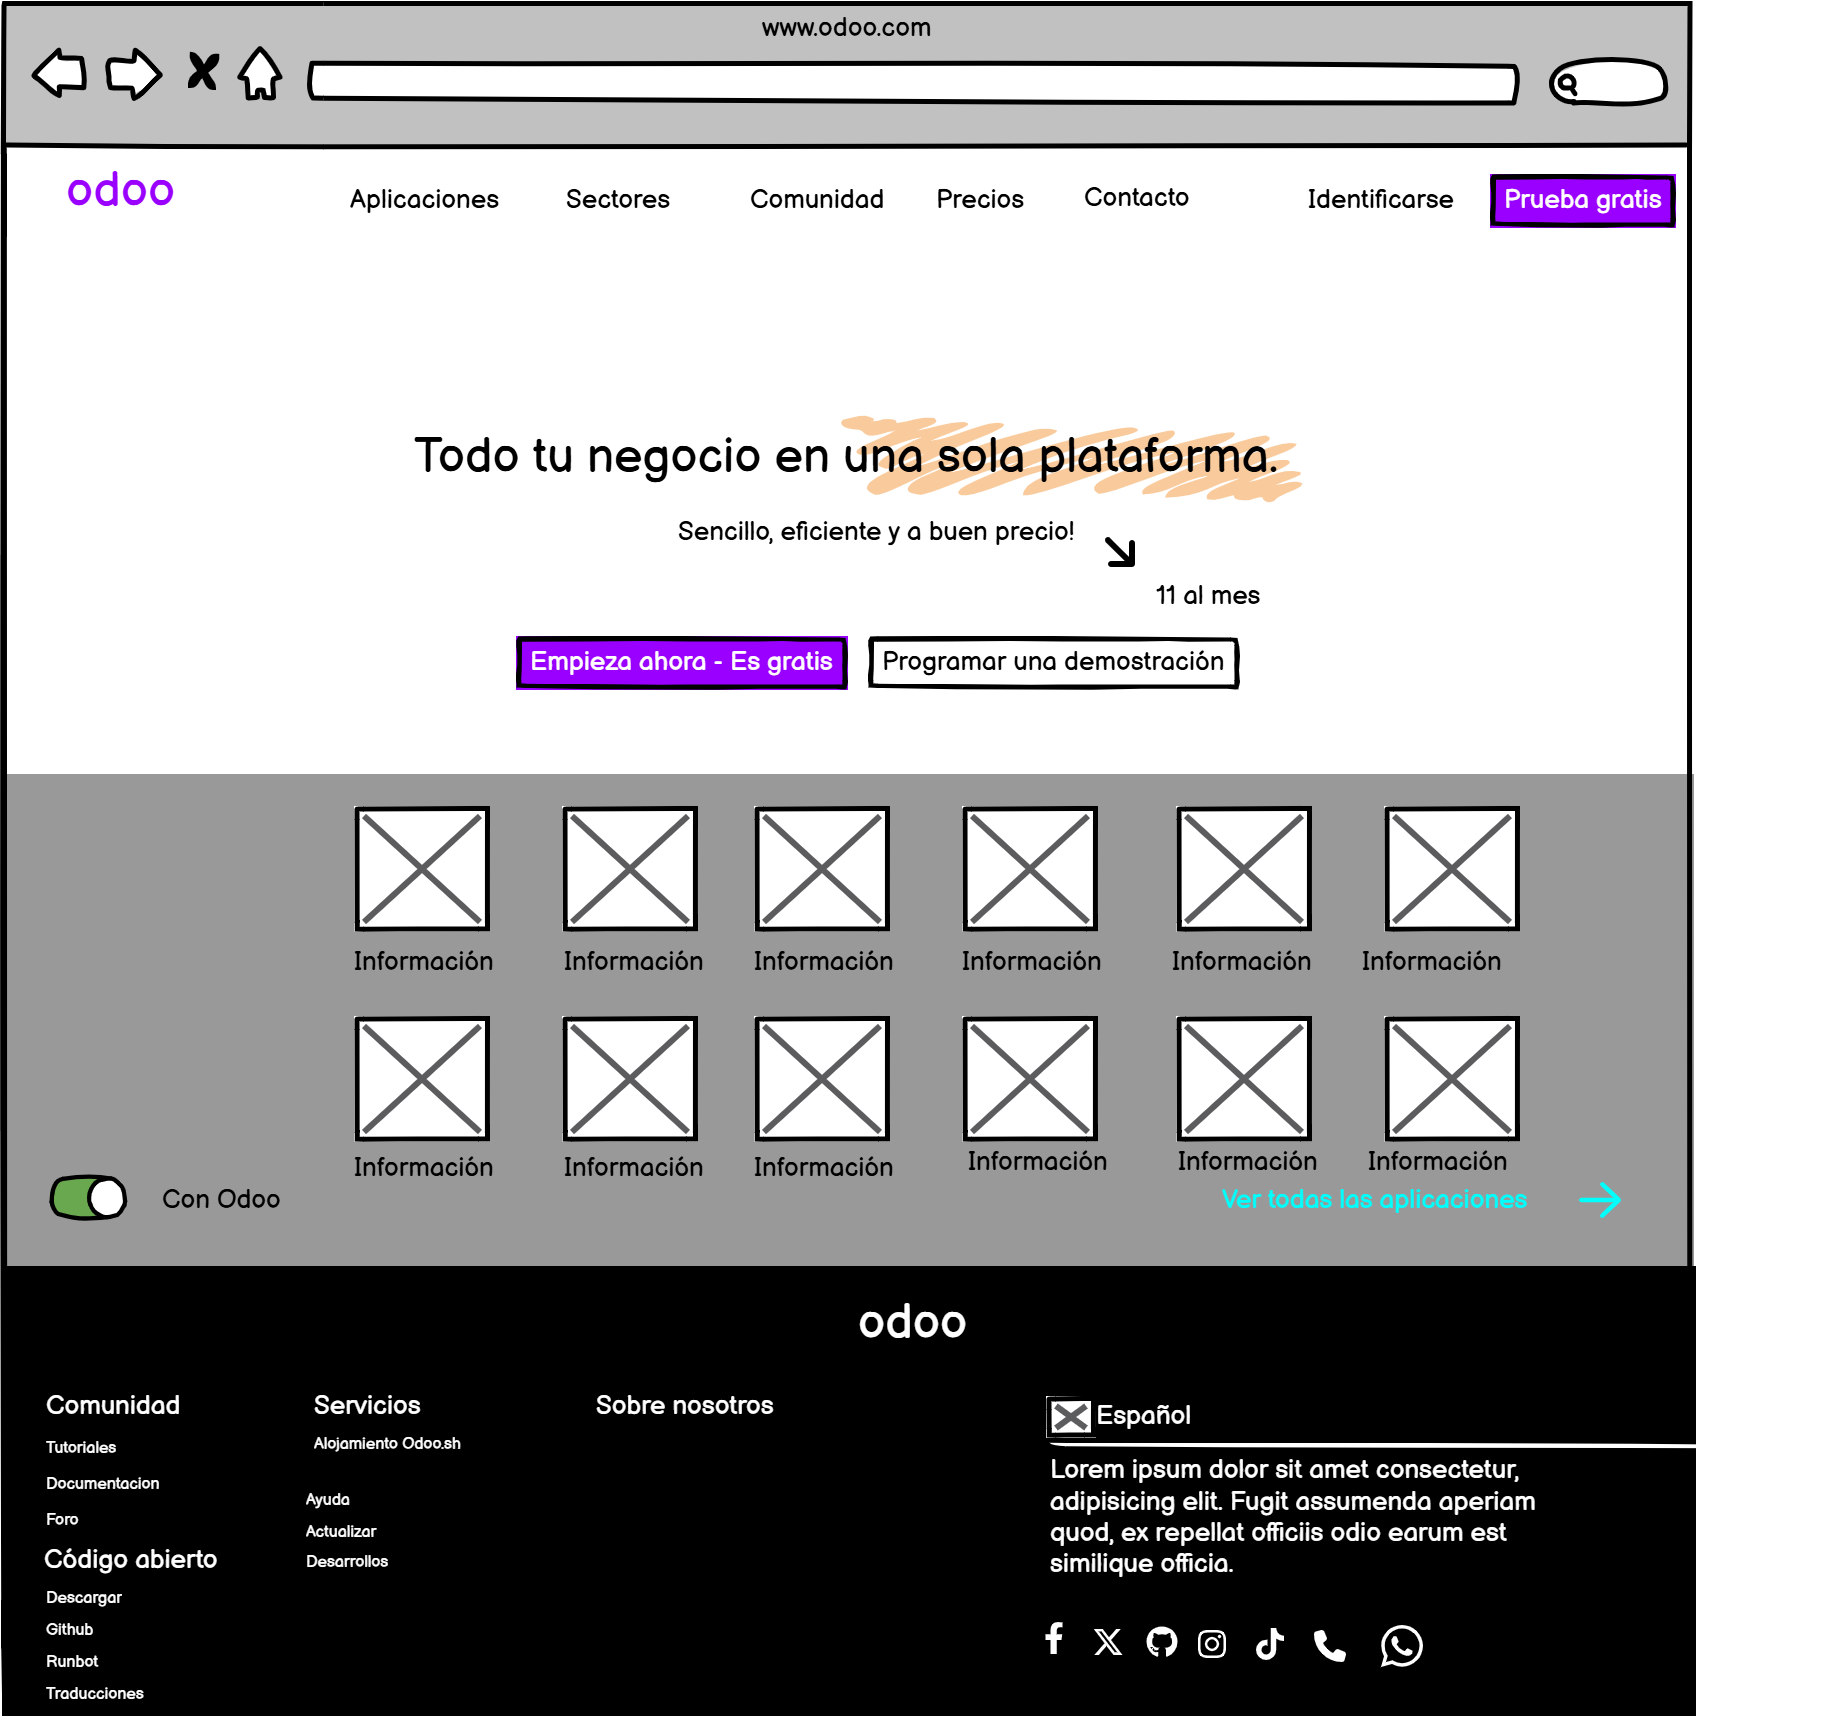 www.odoo.com
odoo
Aplicaciones
Sectores
Comunidad
Precios
Contacto
Identificarse
Prueba gratis
Todo tu negocio en una sola plataforma.
Sencillo, eficiente y a buen precio!
11 al mes
Empieza ahora - Es gratis
Programar una demostración
Información
Información
Información
Información
Información
Información
Información
Información
Información
Información
Información
Información
Con Odoo
Ver todas las aplicaciones
odoo
Comunidad
Tutoriales
Documentacion
Foro
Código abierto
Descargar
Github
Runbot
Traducciones
Servicios
Alojamiento Odoo.sh
Ayuda
Actualizar
Desarrollos
Sobre nosotros
Español
Lorem ipsum dolor sit amet consectetur,
adipisicing elit. Fugit assumenda aperiam
quod, ex repellat officiis odio earum est
similique officia.